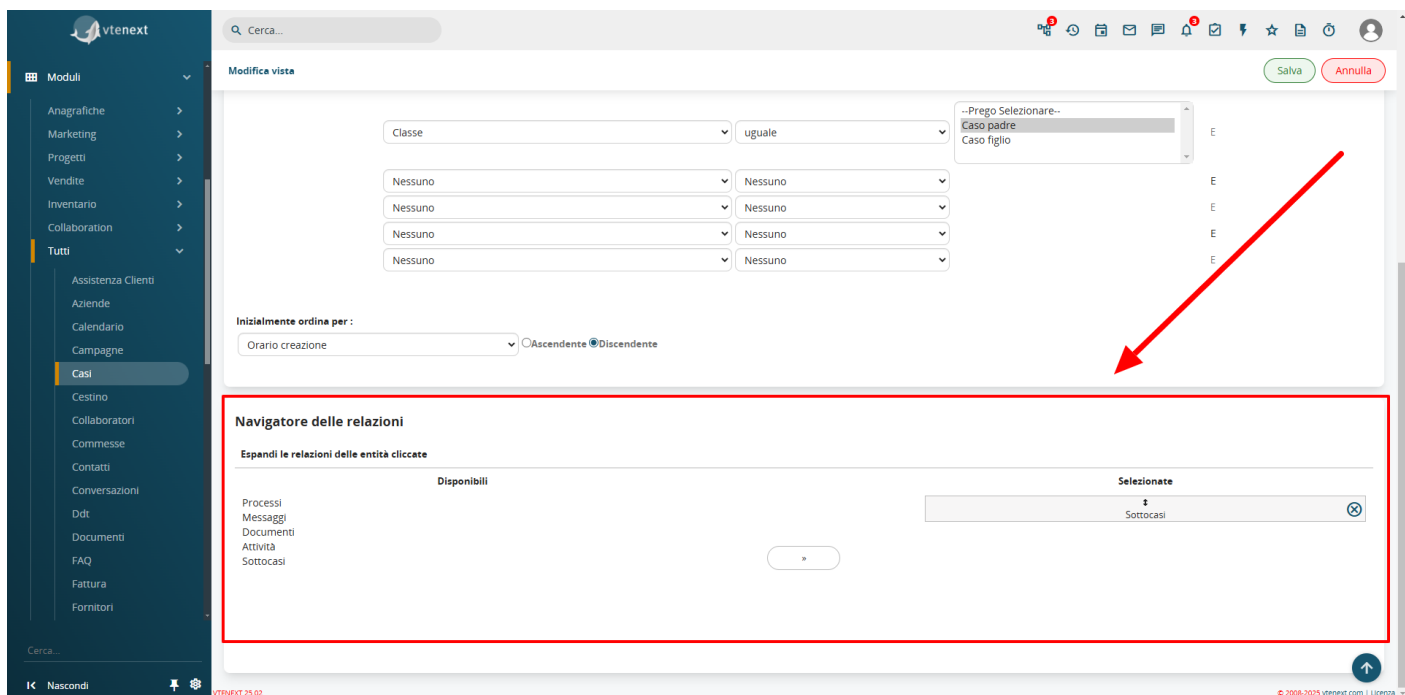 vtenext
Cerca...
3
3
Modifica vista
Salva
Annulla
Moduli
Anagrafiche
Marketing
Progetti
Vendite
Inventario
Collaboration
Tutti
Assistenza Clienti
Aziende
Calendario
Campagne
Casi
Cestino
Collaboratori
Commesse
Contatti
Conversazioni
Ddt
Documenti
FAQ
Fattura
Fornitori
Cerca...
Nascondi
--Prego Selezionare--
Classe uguale Caso padre E
Caso figlio
Nessuno Nessuno E
Nessuno Nessuno E
Nessuno Nessuno E
Nessuno Nessuno E
Inizialmente ordina per :
Orario creazione Ascendente Discendente
Navigatore delle relazioni
Espandi le relazioni delle entità cliccate
Disponibili Selezionate
Processi
Messaggi
Documenti
Attività
Sottocasi
»
Sottocasi
VTENEXT 25.02
© 2008-2025 vtenext.com | Licenza